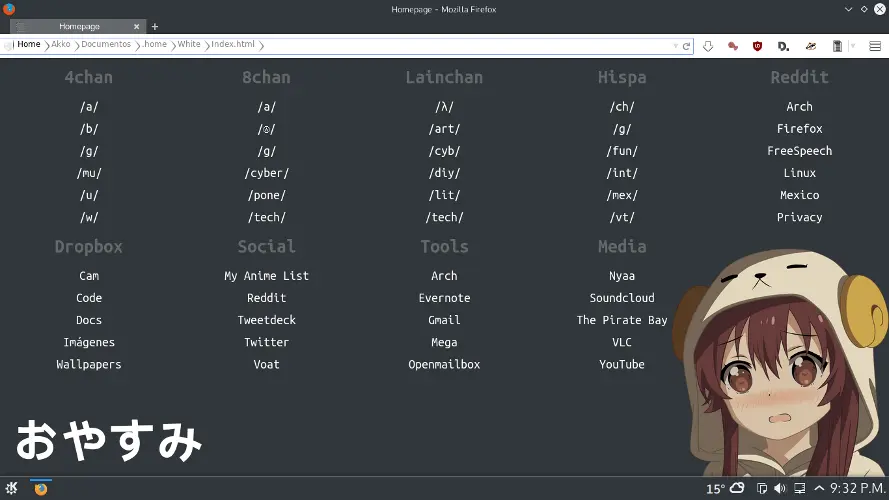 Homepage - Mozilla Firefox
Homepage
Home Akko Documentos .home White Index.html
4chan 8chan Lainchan Hispa Reddit
/a/ /a/ /λ/ /ch/ Arch
/b/ /◎/ /art/ /g/ Firefox
/g/ /g/ /cyb/ /fun/ FreeSpeech
/mu/ /cyber/ /diy/ /int/ Linux
/u/ /pone/ /lit/ /mex/ Mexico
/w/ /tech/ /tech/ /vt/ Privacy
Dropbox Social Tools Media
Cam My Anime List Arch Nyaa
Code Reddit Evernote Soundcloud
Docs Tweetdeck Gmail The Pirate Bay
Imágenes Twitter Mega VLC
Wallpapers Voat Openmailbox YouTube
おやすみ
15° 9:32 P.M.